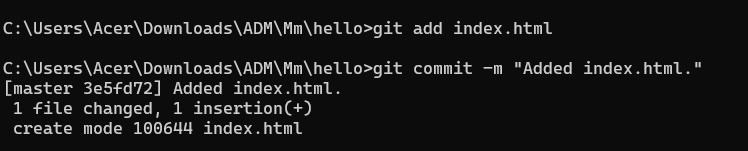 C:\Users\Acer\Downloads\ADM\Mm\hello>git add index.html
C:\Users\Acer\Downloads\ADM\Mm\hello>git commit -m "Added index.html."
[master 3e5fd72] Added index.html.
 1 file changed, 1 insertion(+)
 create mode 100644 index.html